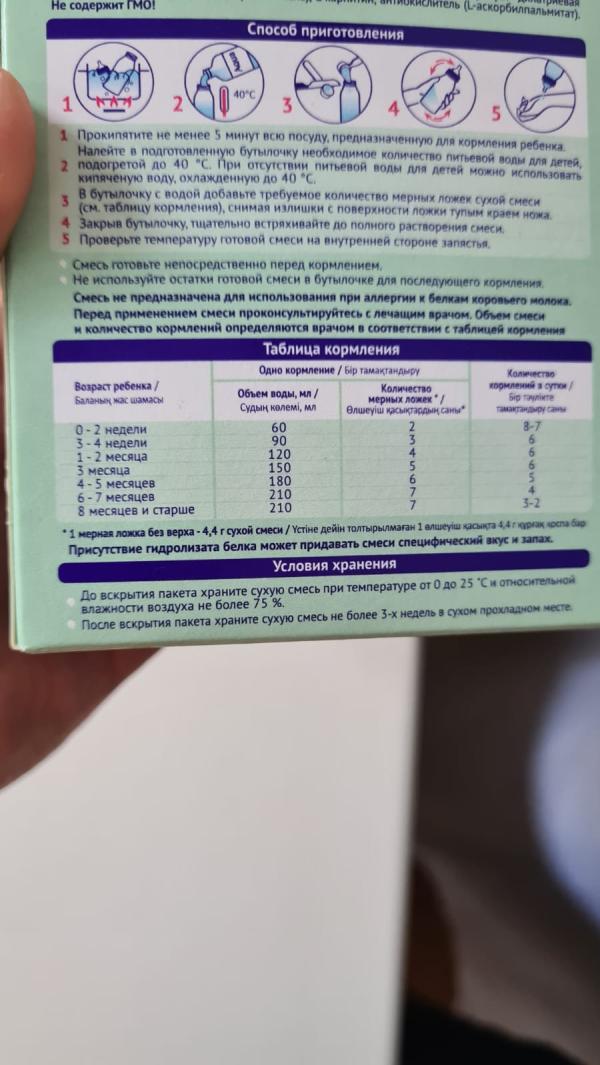 Не содержит ГМО!
антиокислитель (L-аскорбилпальмитат).
Способ приготовления
40°C
1 2 3 4 5
1 Прокипятите не менее 5 минут всю посуду, предназначенную для кормления ребенка.
Налейте в подготовленную бутылочку необходимое количество питьевой воды для детей,
2 подогретой до 40 °С. При отсутствии питьевой воды для детей можно использовать
кипяченую воду, охлажденную до 40 °С.
3 В бутылочку с водой добавьте требуемое количество мерных ложек сухой смеси
(см. таблицу кормления), снимая излишки с поверхности ложки тупым краем ножа.
4 Закрыв бутылочку, тщательно встряхивайте до полного растворения смеси.
5 Проверьте температуру готовой смеси на внутренней стороне запястья.
Смесь готовьте непосредственно перед кормлением.
Не используйте остатки готовой смеси в бутылочке для последующего кормления.
Смесь не предназначена для использования при аллергии к белкам коровьего молока.
Перед применением смеси проконсультируйтесь с лечащим врачом. Объем смеси
и количество кормлений определяются врачом в соответствии с таблицей кормления
Таблица кормления
Возраст ребенка /
Баланың жас шамасы
Одно кормление / Бір тамақтандыру
Объем воды, мл /
Судың көлемі, мл
Количество
мерных ложек * /
Өлшеуіш қасықтардың саны*
Количество
кормлений в сутки /
Бір тәулікте
тамақтандыру саны
0 - 2 недели 60 2 8-7
3 - 4 недели 90 3 6
1 - 2 месяца 120 4 6
3 месяца 150 5 6
4 - 5 месяцев 180 6 5
6 - 7 месяцев 210 7 4
8 месяцев и старше 210 7 3-2
* 1 мерная ложка без верха - 4,4 г сухой смеси / Үстіне дейін толтырылмаған 1 өлшеуіш қасықта 4,4 г құрғақ қоспа бар
Присутствие гидролизата белка может придавать смеси специфический вкус и запах.
Условия хранения
До вскрытия пакета храните сухую смесь при температуре от 0 до 25 °С и относительной
влажности воздуха не более 75 %.
После вскрытия пакета храните сухую смесь не более 3-х недель в сухом прохладном месте.